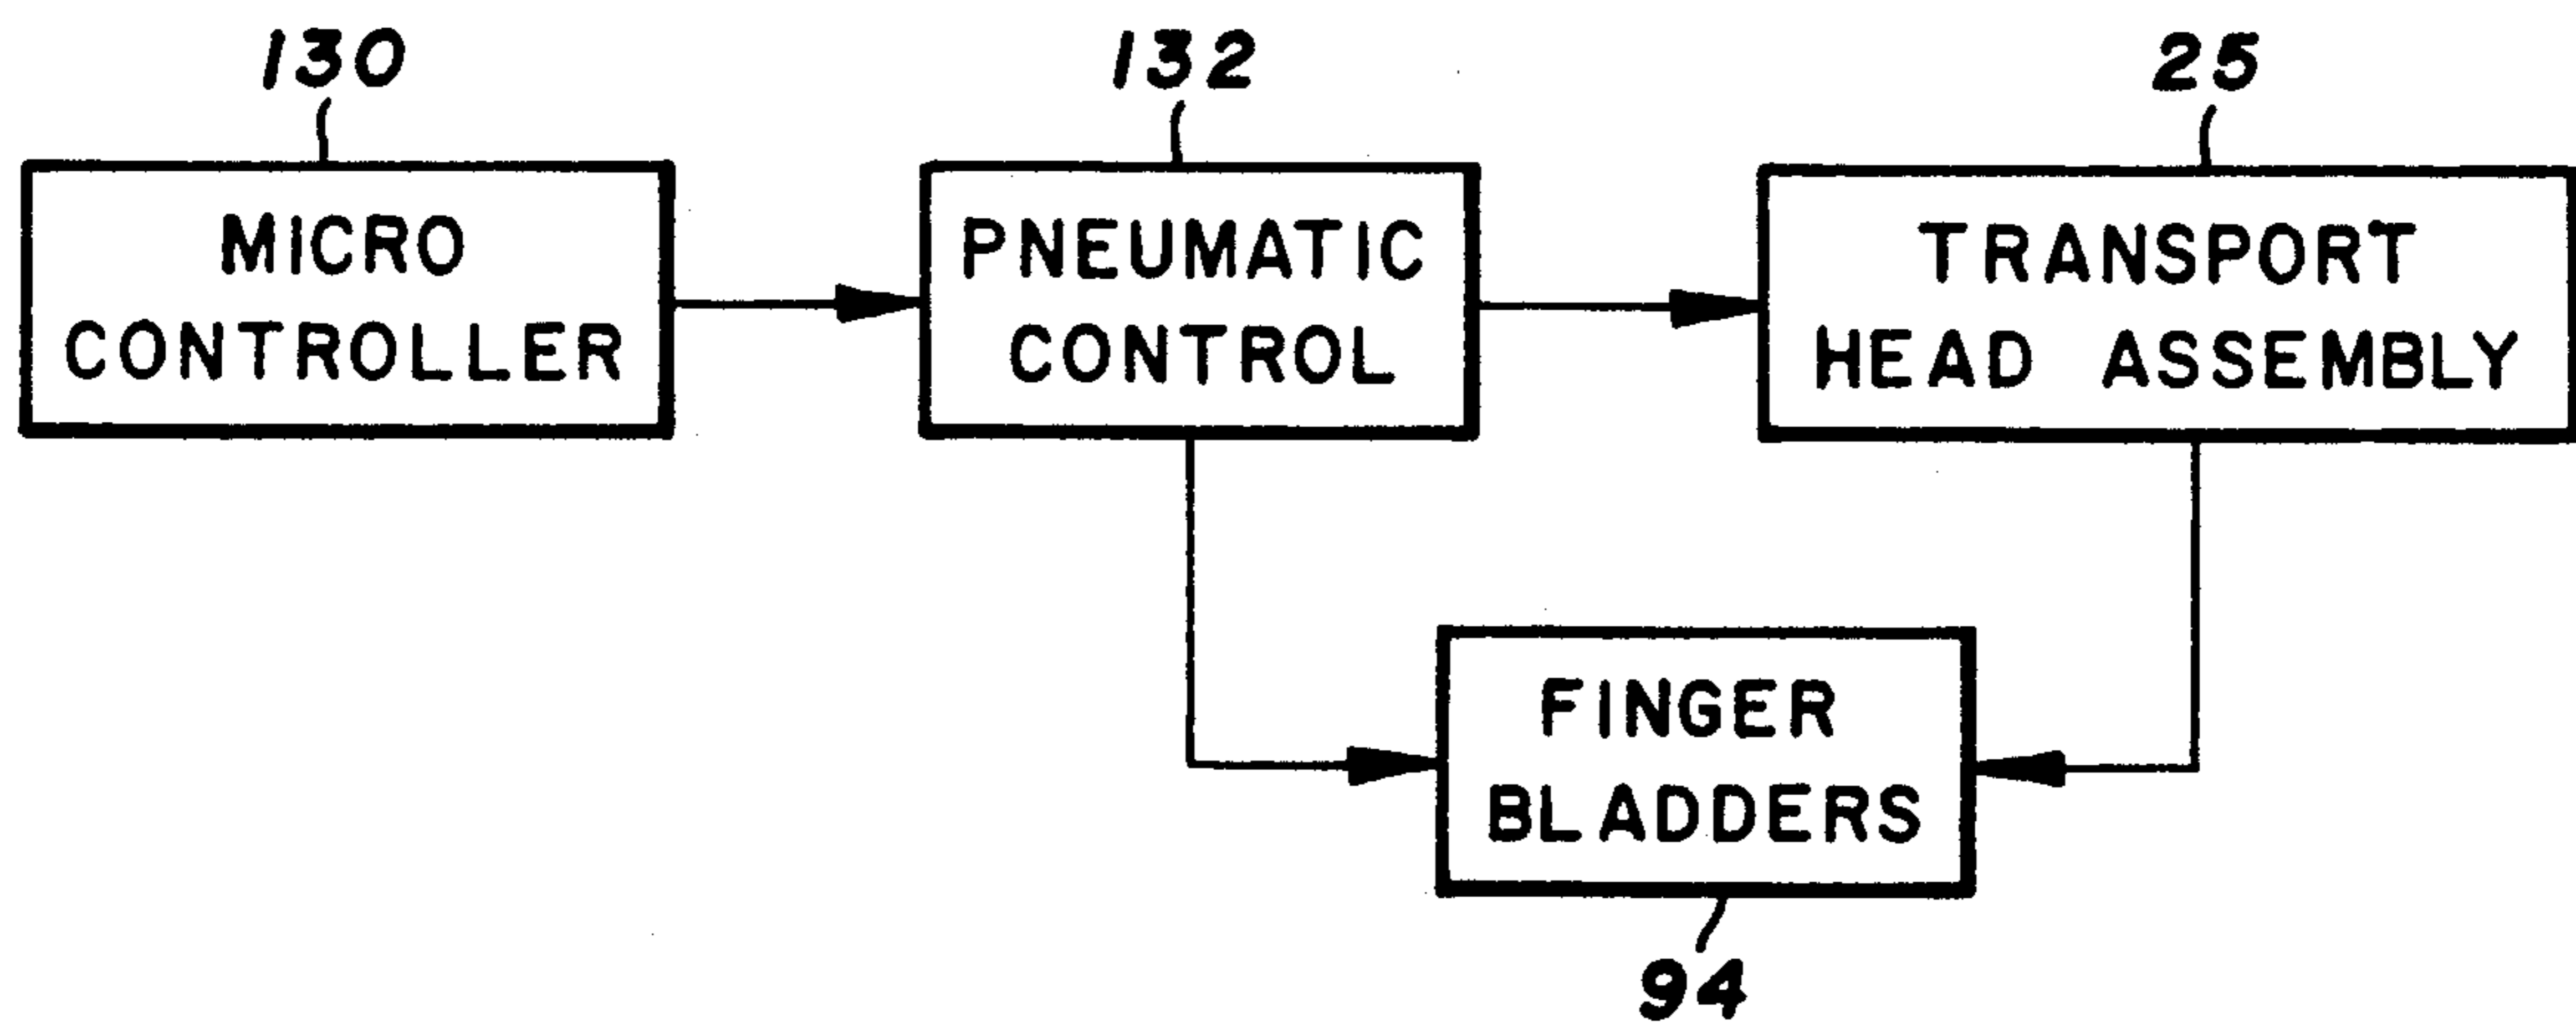 130
132
25
MICRO
CONTROLLER
PNEUMATIC
CONTROL
TRANSPORT
HEAD ASSEMBLY
FINGER
BLADDERS
94